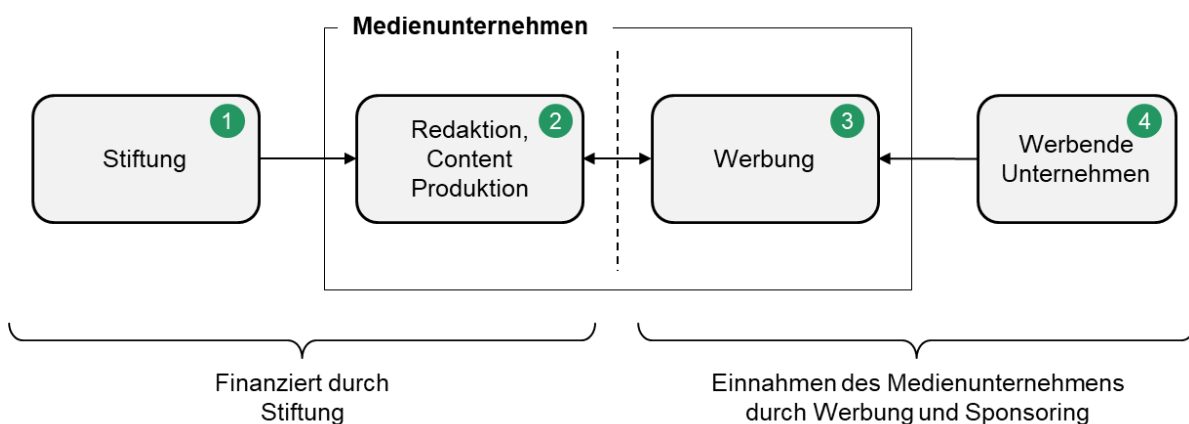 Medienunternehmen
1
Stiftung
2
Redaktion,
Content
Produktion
3
Werbung
4
Werbende
Unternehmen
Finanziert durch
Stiftung
Einnahmen des Medienunternehmens
durch Werbung und Sponsoring